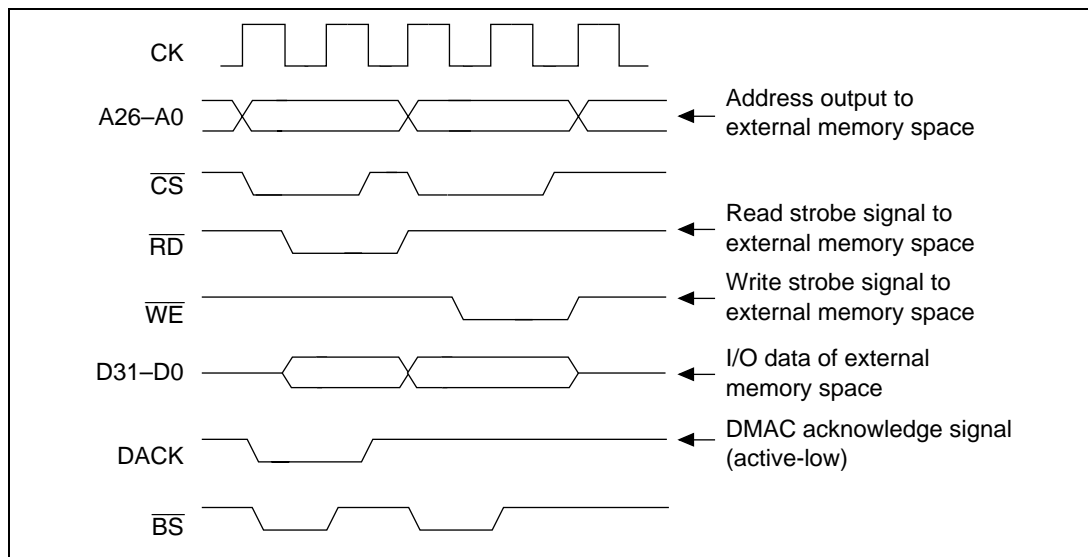 CK
A26–A0
Address output to
external memory space
CS
RD
Read strobe signal to
external memory space
WE
Write strobe signal to
external memory space
D31–D0
I/O data of external
memory space
DACK
DMAC acknowledge signal
(active-low)
BS